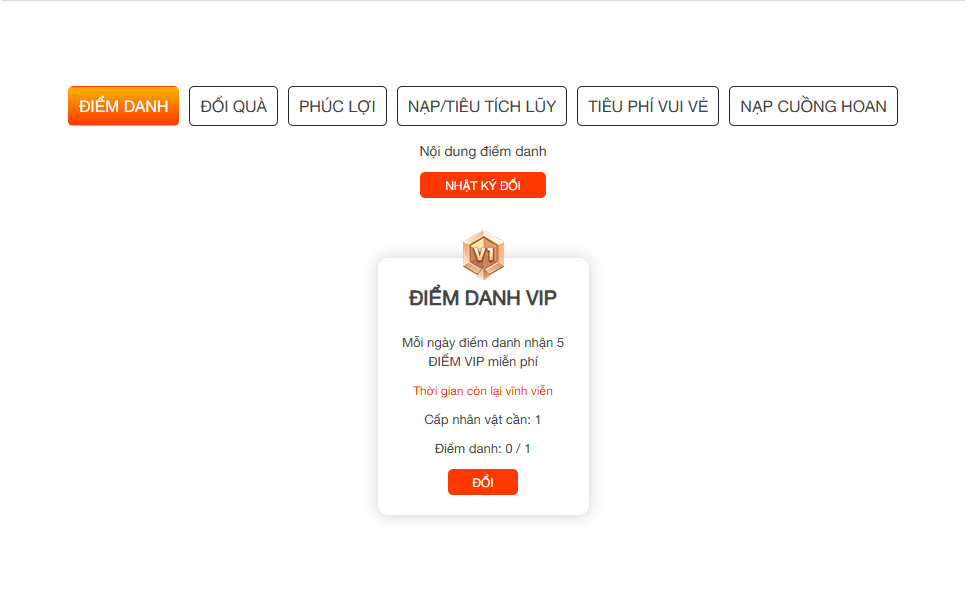 ĐIỂM DANH ĐỔI QUÀ PHÚC LỢI NẠP/TIÊU TÍCH LŨY TIÊU PHÍ VUI VẺ NẠP CUỒNG HOAN
Nội dung điểm danh
NHẬT KÝ ĐỔI
V1
ĐIỂM DANH VIP
Mỗi ngày điểm danh nhận 5
ĐIỂM VIP miễn phí
Thời gian còn lại vĩnh viễn
Cấp nhân vật cần: 1
Điểm danh: 0 / 1
ĐỔI